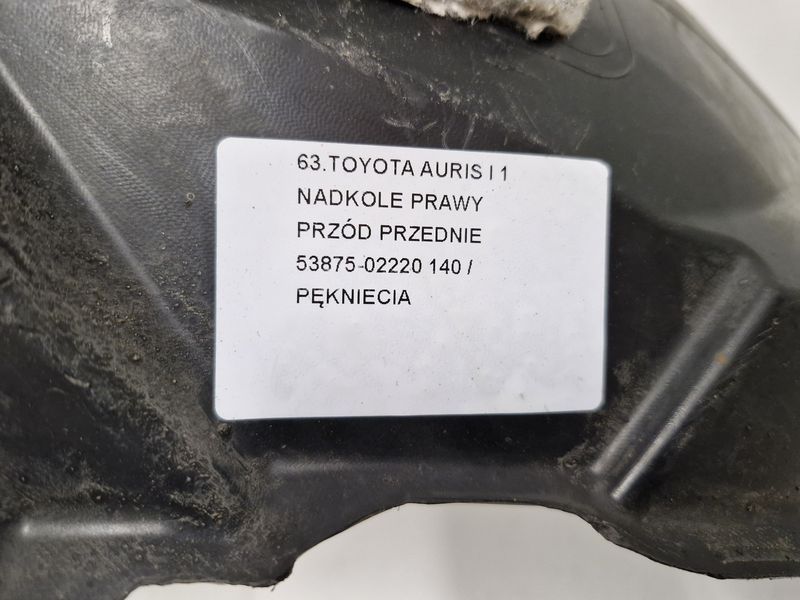 63.TOYOTA AURIS I 1
NADKOLE PRAWY
PRZÓD PRZEDNIE
53875-02220 140 /
PĘKNIECIA